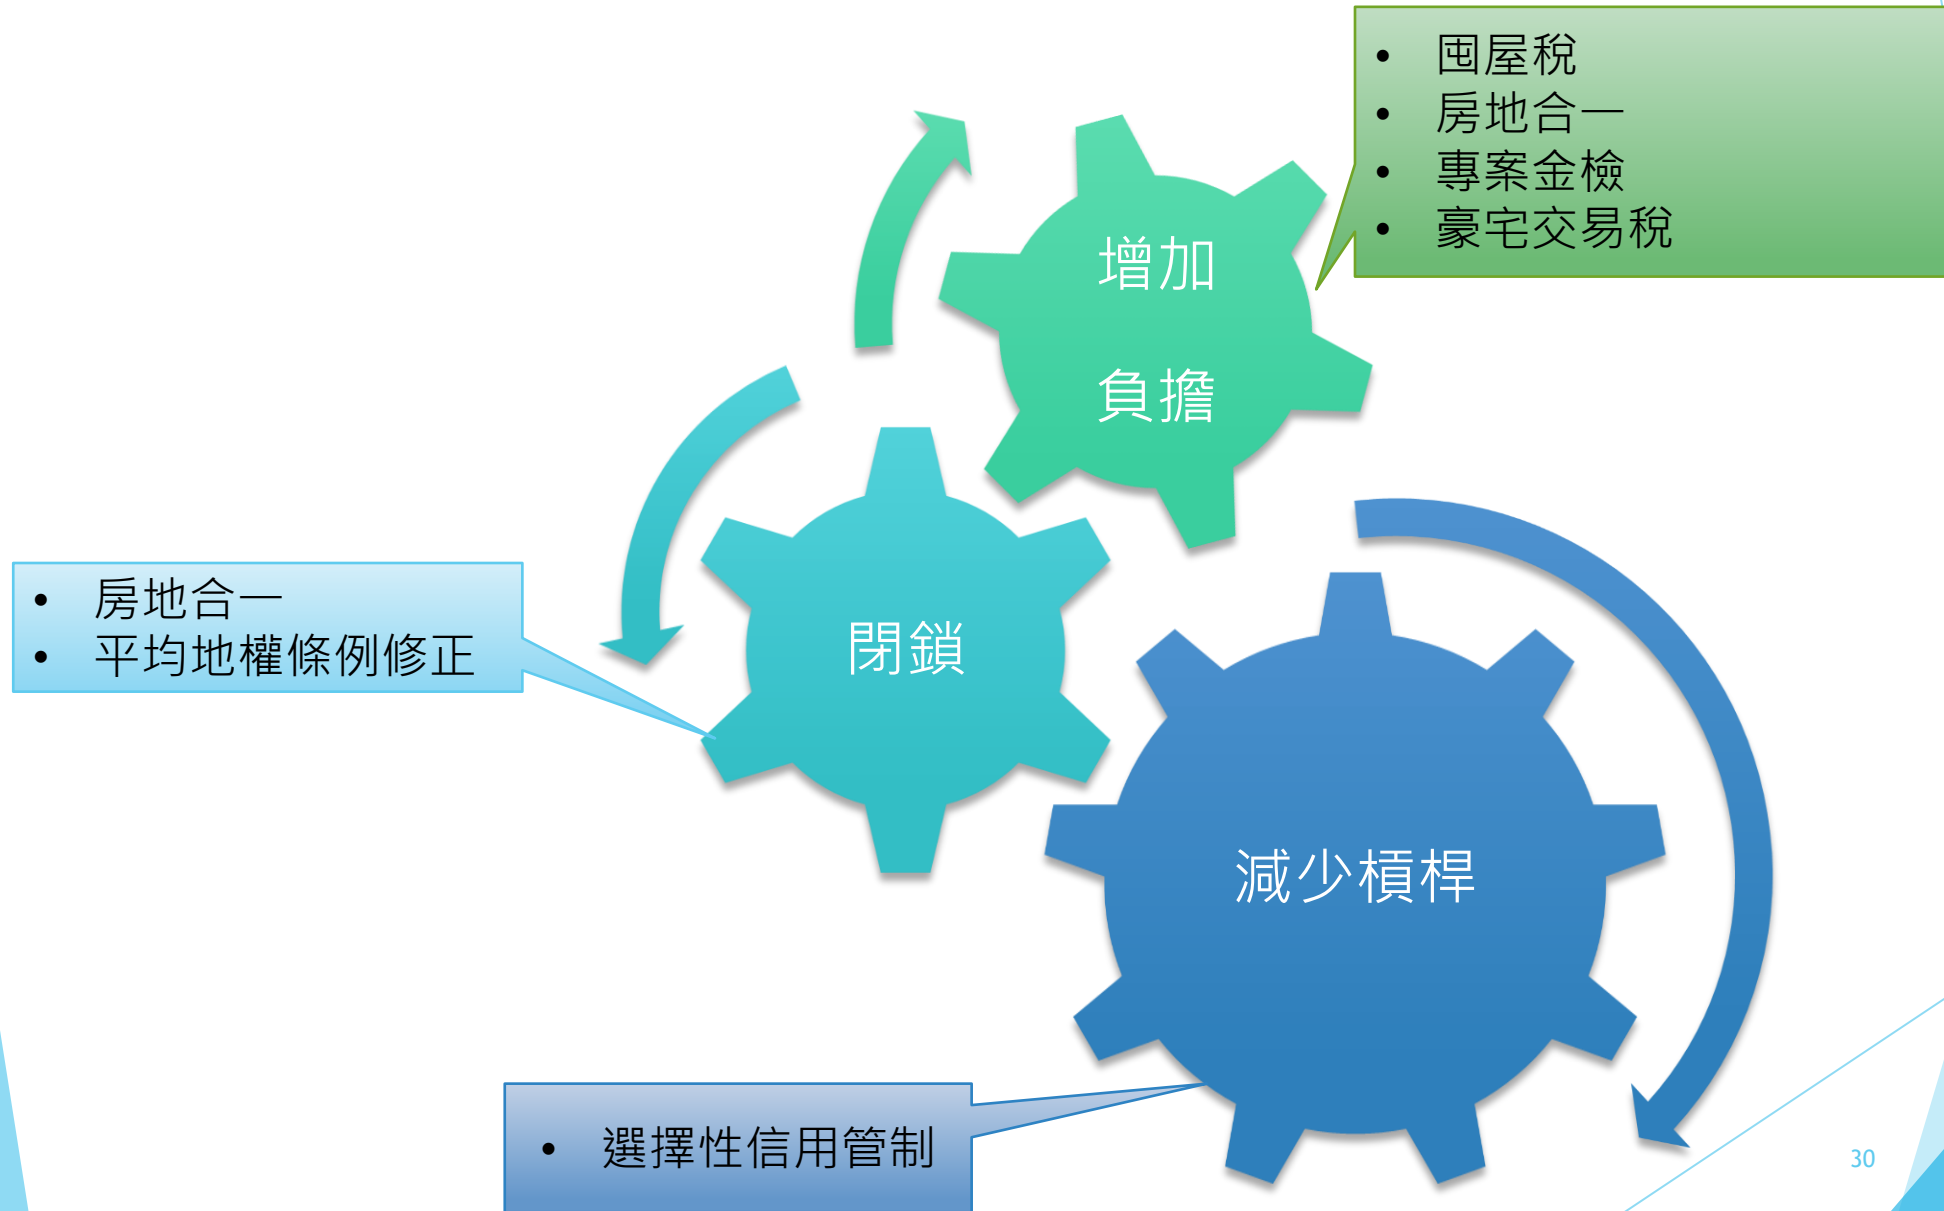 • 囤屋稅
• 房地合一
• 專案金檢
• 豪宅交易稅
增加
負擔
• 房地合一
• 平均地權條例修正
閉鎖
減少槓桿
• 選擇性信用管制
30